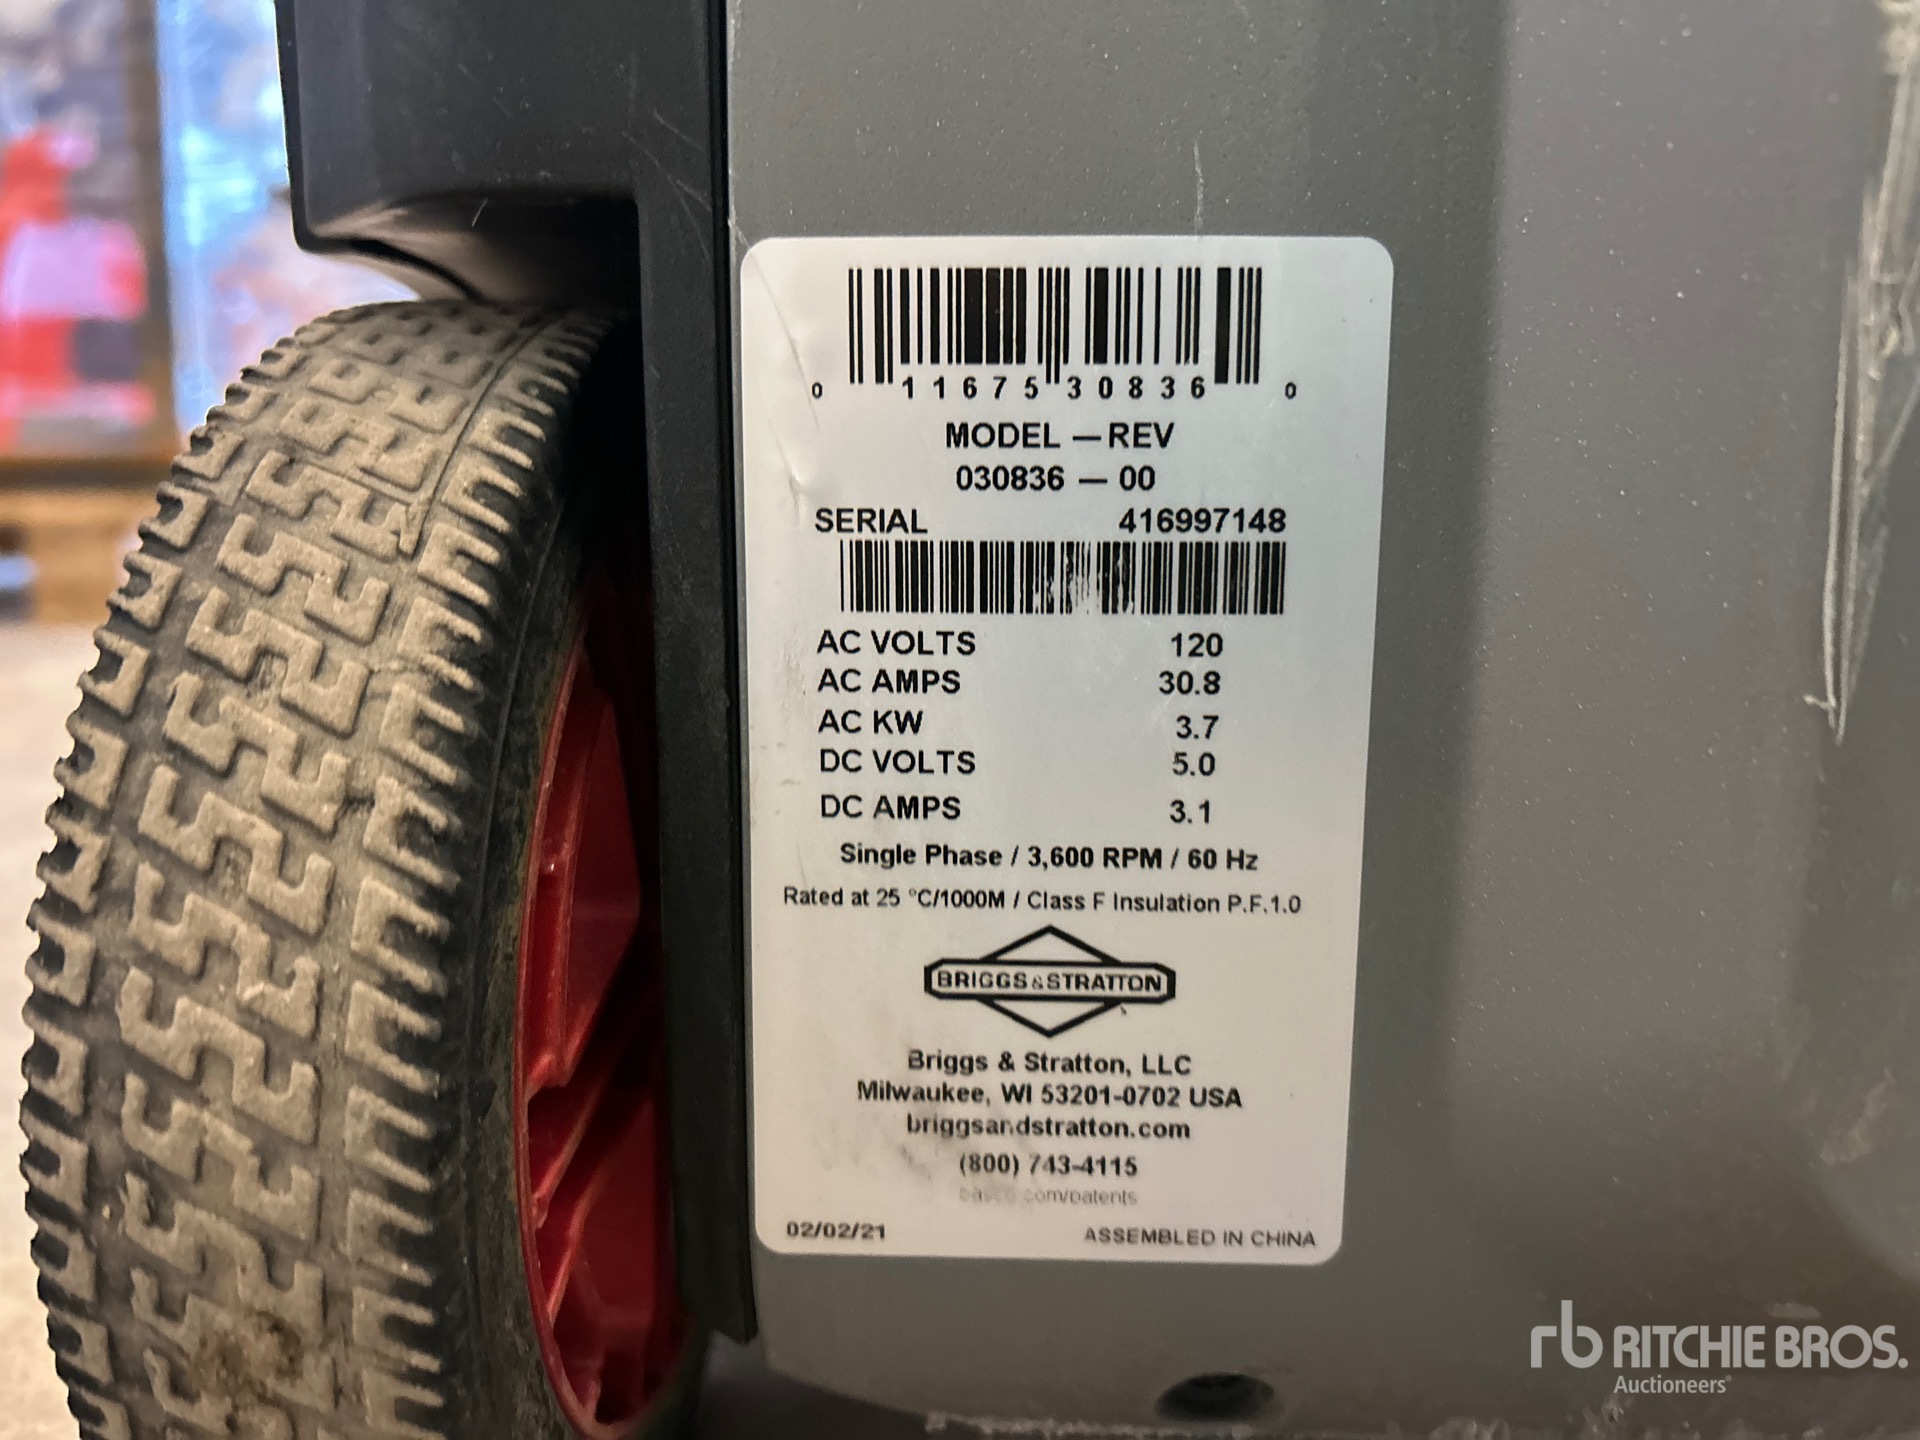 0 11675 30836 0
MODEL — REV
030836 — 00
SERIAL 416997148
AC VOLTS 120
AC AMPS 30.8
AC KW 3.7
DC VOLTS 5.0
DC AMPS 3.1
Single Phase / 3,600 RPM / 60 Hz
Rated at 25 °C/1000M / Class F Insulation P.F.1.0
BRIGGS&STRATTON
Briggs & Stratton, LLC
Milwaukee, WI 53201-0702 USA
briggsandstratton.com
(800) 743-4115
.com/patents
02/02/21 ASSEMBLED IN CHINA
rb RITCHIE BROS.
Auctioneers